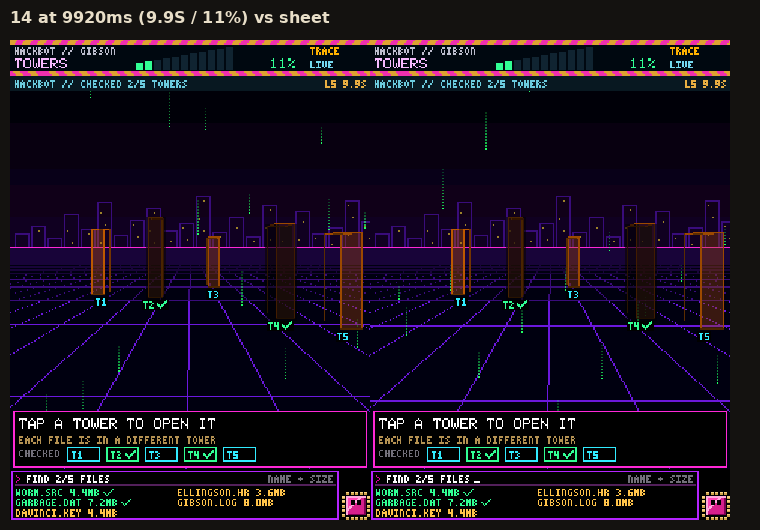 14 at 9920ms (9.9S / 11%) vs sheet
HACKBOT // GIBSON
TOWERS
11%
TRACE
LIVE
HACKBOT // CHECKED 2/5 TOWERS
LS 9.9S
T1
T2
T3
T4
T5
TAP A TOWER TO OPEN IT
EACH FILE IS IN A DIFFERENT TOWER
CHECKED T1 T2 T3 T4 T5
> FIND 2/5 FILES
NAME + SIZE
WORM.SRC 4.4MB
ELLINGSON.HR 3.6MB
GARBAGE.DAT 7.2MB
GIBSON.LOG 8.0MB
DAVINCI.KEY 4.4MB
HACKBOT // GIBSON
TOWERS
11%
TRACE
LIVE
HACKBOT // CHECKED 2/5 TOWERS
LS 9.9S
T1
T2
T3
T4
T5
TAP A TOWER TO OPEN IT
EACH FILE IS IN A DIFFERENT TOWER
CHECKED T1 T2 T3 T4 T5
> FIND 2/5 FILES _
NAME + SIZE
WORM.SRC 4.4MB
ELLINGSON.HR 3.6MB
GARBAGE.DAT 7.2MB
GIBSON.LOG 8.0MB
DAVINCI.KEY 4.4MB